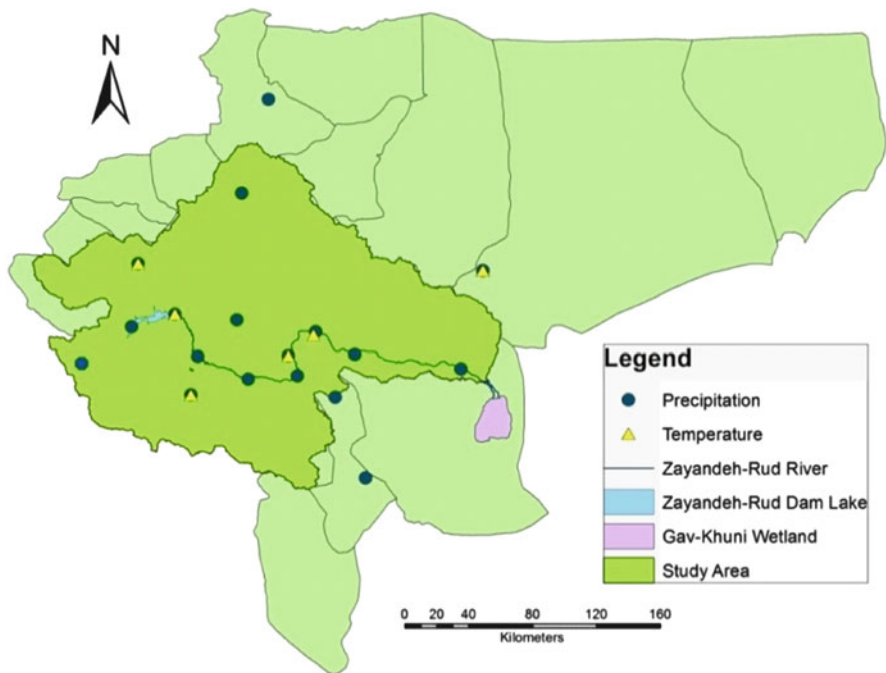 N
Legend
Precipitation
Temperature
Zayandeh-Rud River
Zayandeh-Rud Dam Lake
Gav-Khuni Wetland
Study Area
0 20 40 80 120 160
Kilometers